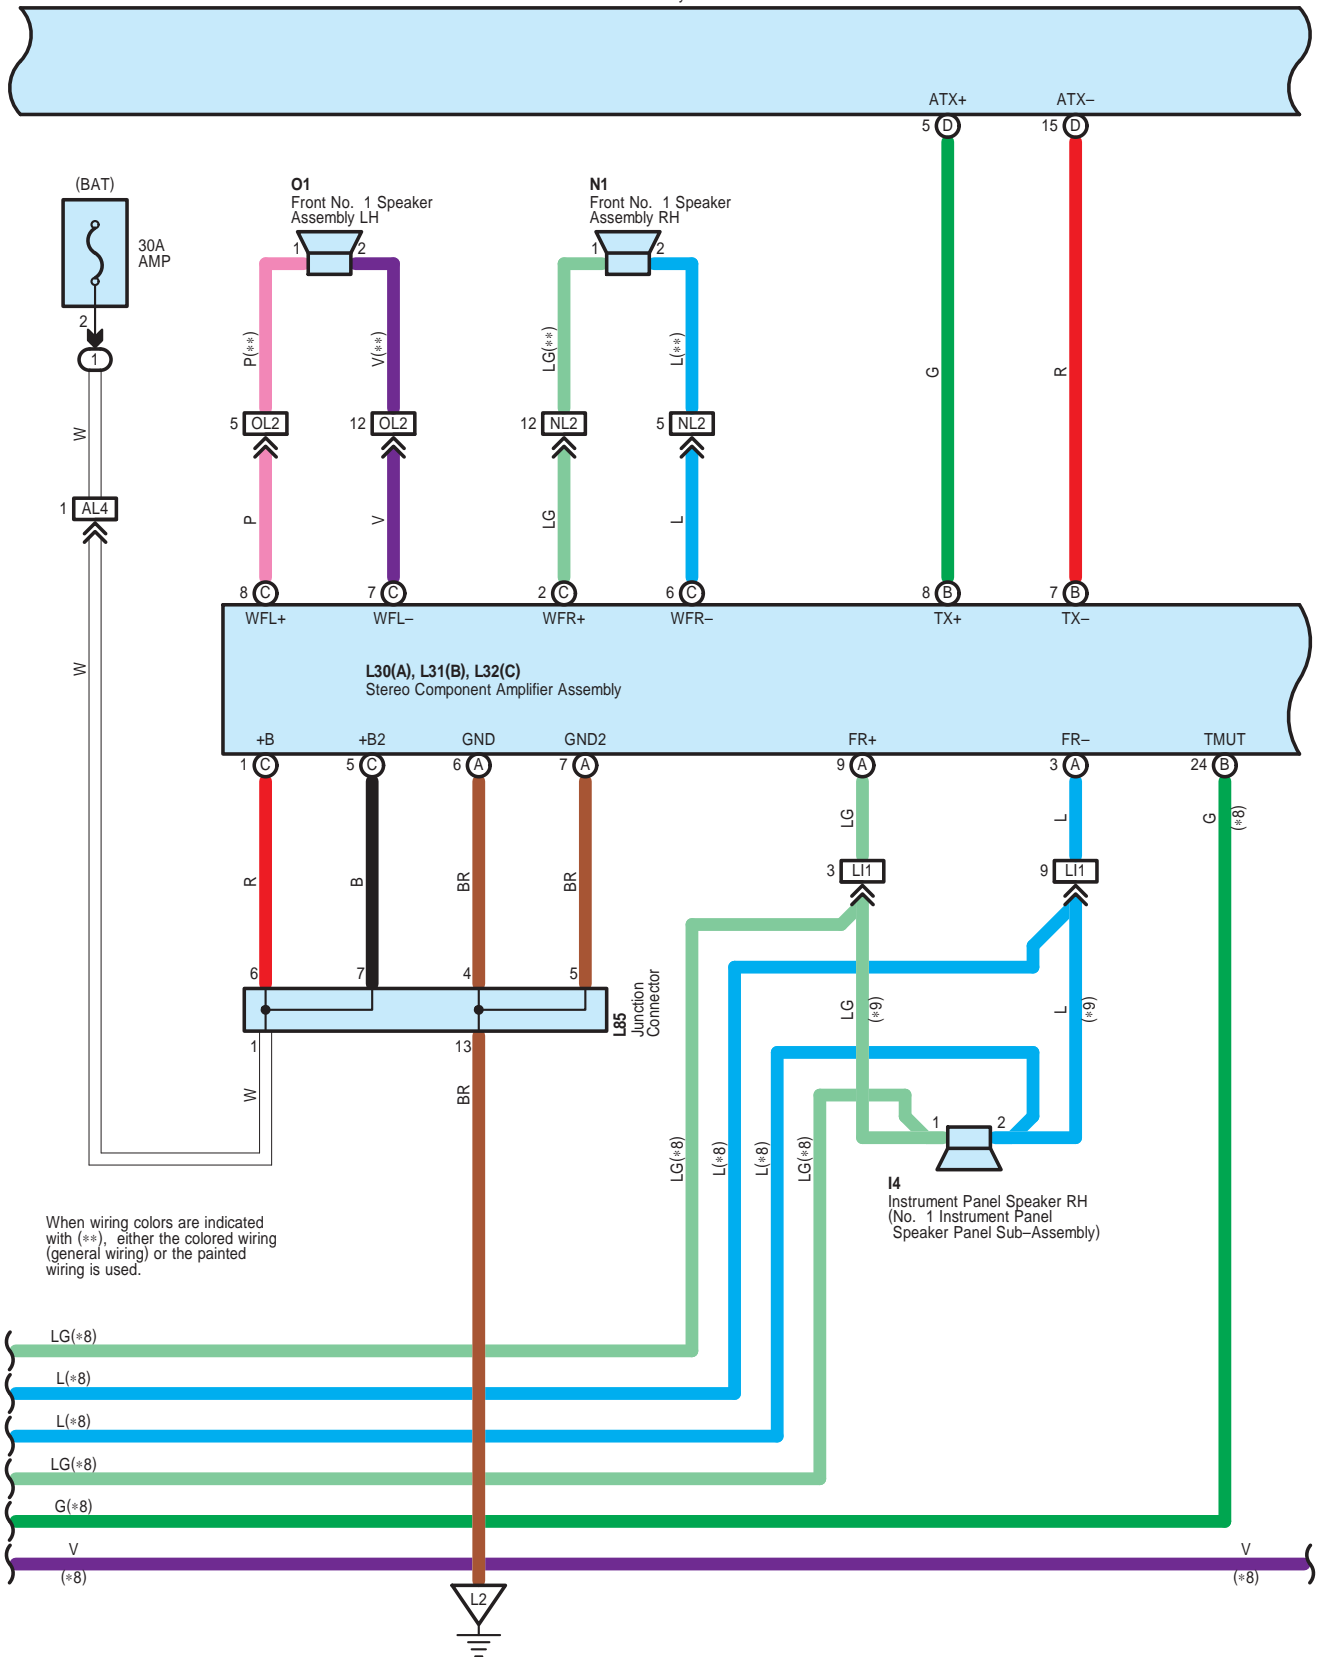 ATX+ ATX–
5 D 15 D
(BAT)
30A
AMP
2
1
O1
Front No. 1 Speaker
Assembly LH
1 2
N1
Front No. 1 Speaker
Assembly RH
1 2
P(**) V(**) LG(**) L(**)
G R
W
5 OL2 12 OL2 12 NL2 5 NL2
1 AL4
P V LG L
8 C 7 C 2 C 6 C 8 B 7 B
WFL+ WFL– WFR+ WFR– TX+ TX–
W
L30(A), L31(B), L32(C)
Stereo Component Amplifier Assembly
+B +B2 GND GND2 FR+ FR– TMUT
1 C 5 C 6 A 7 A 9 A 3 A 24 B
LG L G (*8)
3 LI1 9 LI1
R B BR BR
6 7 4 5
L85
Junction
Connector
LG (*9) L (*9)
1 13
W BR
1 2
LG(*8) L(*8) L(*8) LG(*8)
I4
Instrument Panel Speaker RH
(No. 1 Instrument Panel
Speaker Panel Sub–Assembly)
When wiring colors are indicated
with (**), either the colored wiring
(general wiring) or the painted
wiring is used.
LG(*8)
L(*8)
L(*8)
LG(*8)
G(*8)
V V
(*8) (*8)
L2